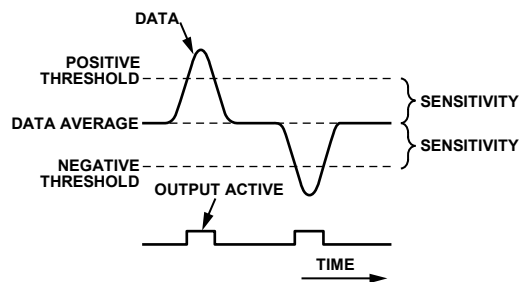 DATA
POSITIVE
THRESHOLD
SENSITIVITY
DATA AVERAGE
SENSITIVITY
NEGATIVE
THRESHOLD
OUTPUT ACTIVE
TIME